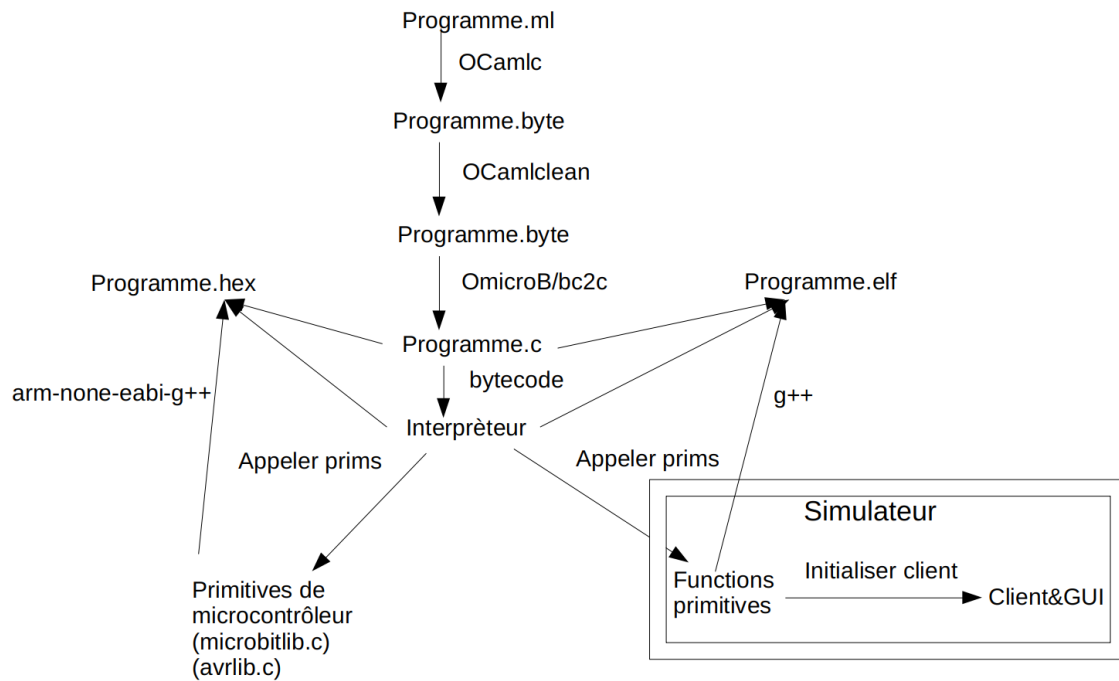 Programme.ml
OCamlc
Programme.byte
OCamlclean
Programme.byte
OmicroB/bc2c
Programme.hex
Programme.elf
Programme.c
bytecode
arm-none-eabi-g++
g++
Interprèteur
Appeler prims
Appeler prims
Simulateur
Primitives de
microcontrôleur
(microbitlib.c)
(avrlib.c)
Functions
primitives
Initialiser client
Client&GUI